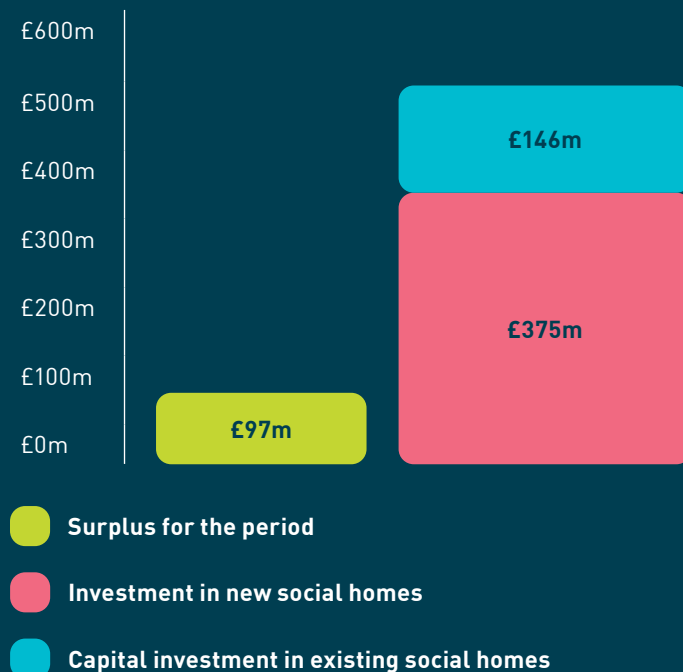 £600m
£500m
£400m
£300m
£200m
£100m
£0m
£146m
£375m
£97m
Surplus for the period
Investment in new social homes
Capital investment in existing social homes